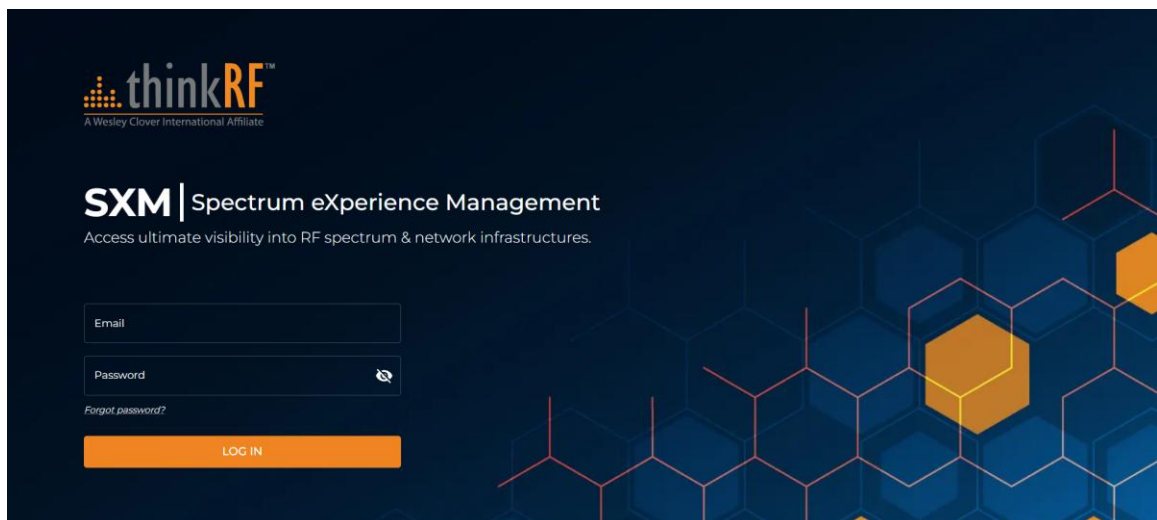 thinkRF™
A Wesley Clover International Affiliate
SXM | Spectrum eXperience Management
Access ultimate visibility into RF spectrum & network infrastructures.
Email
Password
Forgot password?
LOG IN